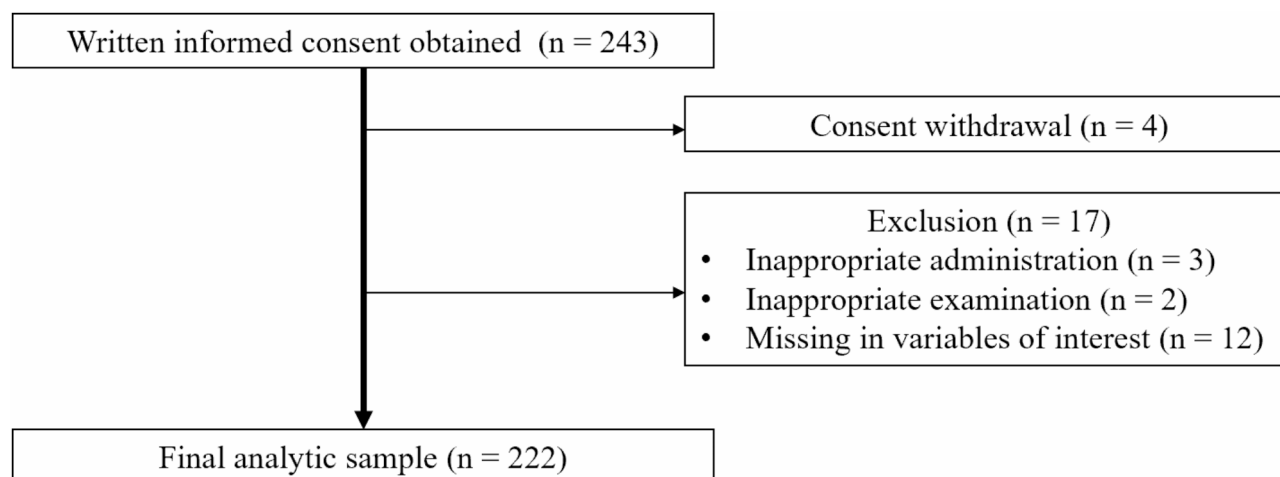 Written informed consent obtained (n = 243)
Consent withdrawal (n = 4)
Exclusion (n = 17)
• Inappropriate administration (n = 3)
• Inappropriate examination (n = 2)
• Missing in variables of interest (n = 12)
Final analytic sample (n = 222)